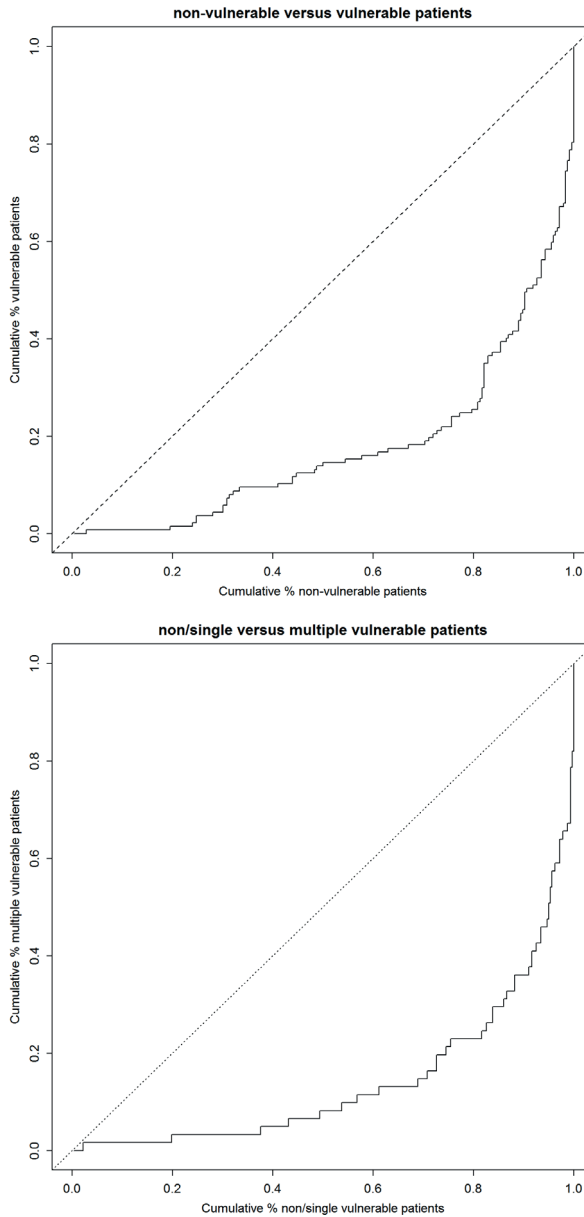 non-vulnerable versus vulnerable patients
1.0
0.8
0.6
0.4
0.2
0.0
Cumulative % vulnerable patients
0.0 0.2 0.4 0.6 0.8 1.0
Cumulative % non-vulnerable patients
non/single versus multiple vulnerable patients
1.0
0.8
0.6
0.4
0.2
0.0
Cumulative % multiple vulnerable patients
0.0 0.2 0.4 0.6 0.8 1.0
Cumulative % non/single vulnerable patients